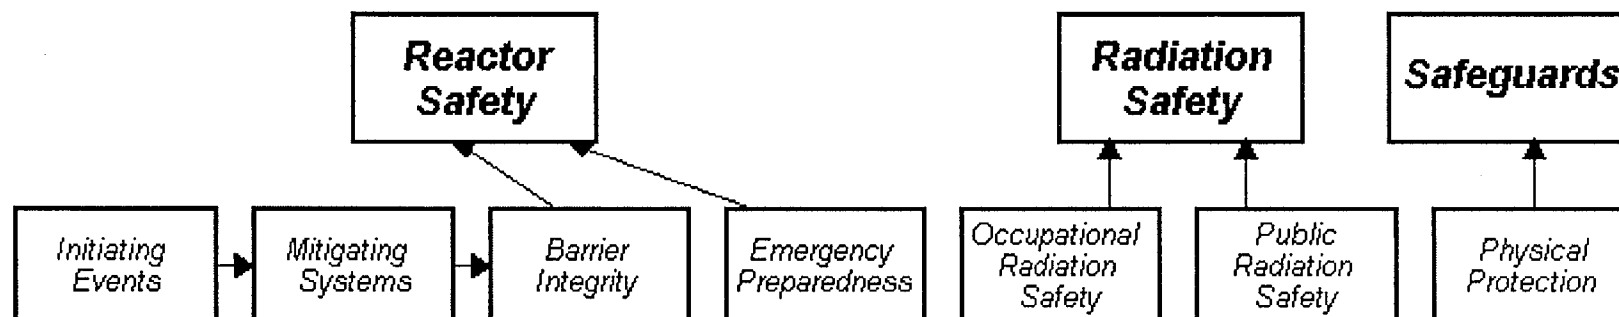 Reactor
Safety
Radiation
Safety
Safeguards
Initiating
Events
Mitigating
Systems
Barrier
Integrity
Emergency
Preparedness
Occupational
Radiation
Safety
Public
Radiation
Safety
Physical
Protection